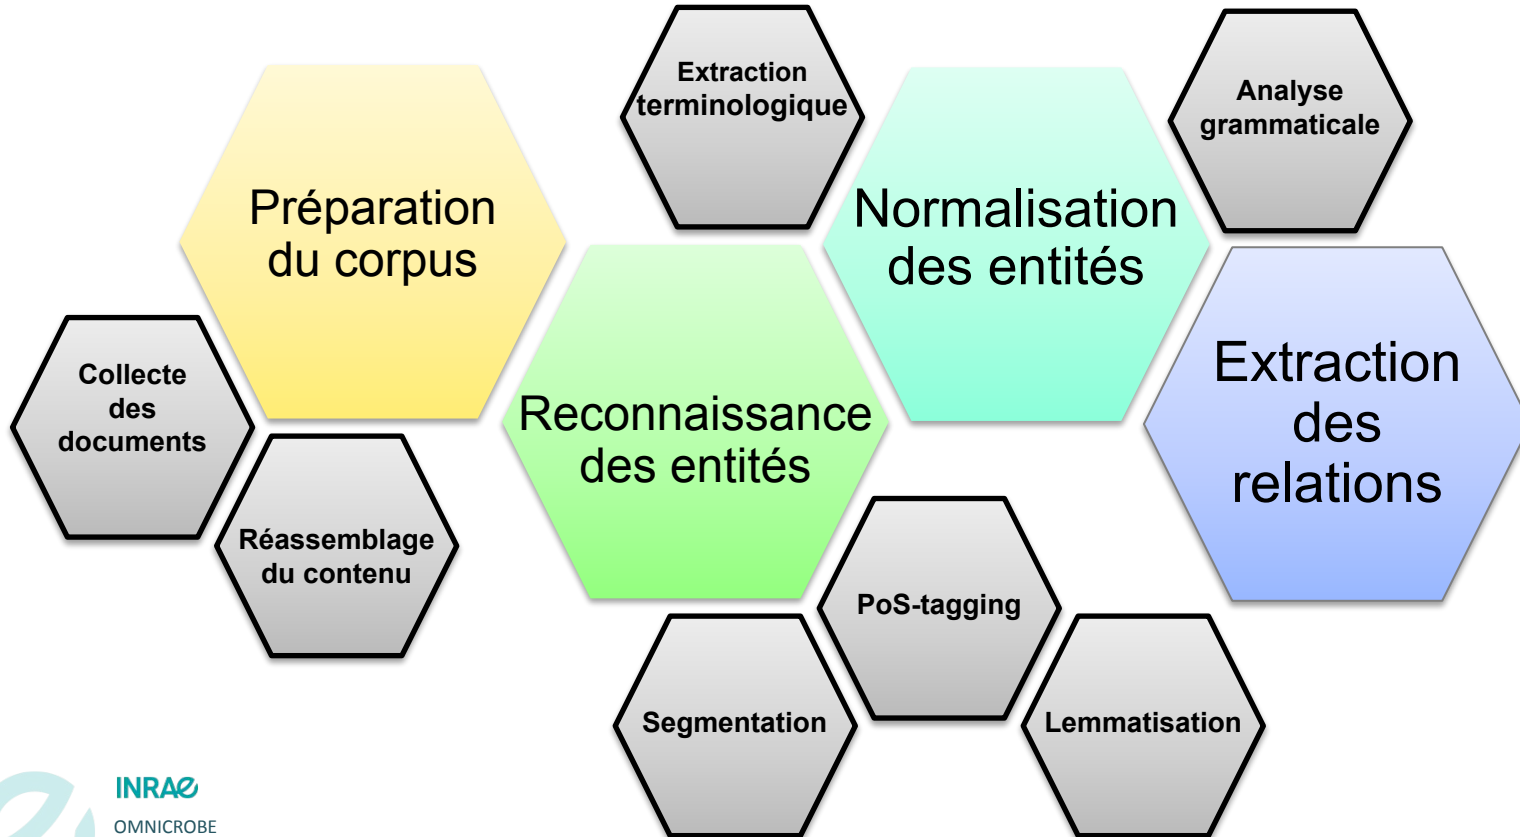 Extraction
terminologique
Analyse
grammaticale
Préparation
du corpus
Normalisation
des entités
Collecte
des
documents
Reconnaissance
des entités
Extraction
des
relations
Réassemblage
du contenu
PoS-tagging
Segmentation
Lemmatisation
INRAE
OMNICROBE